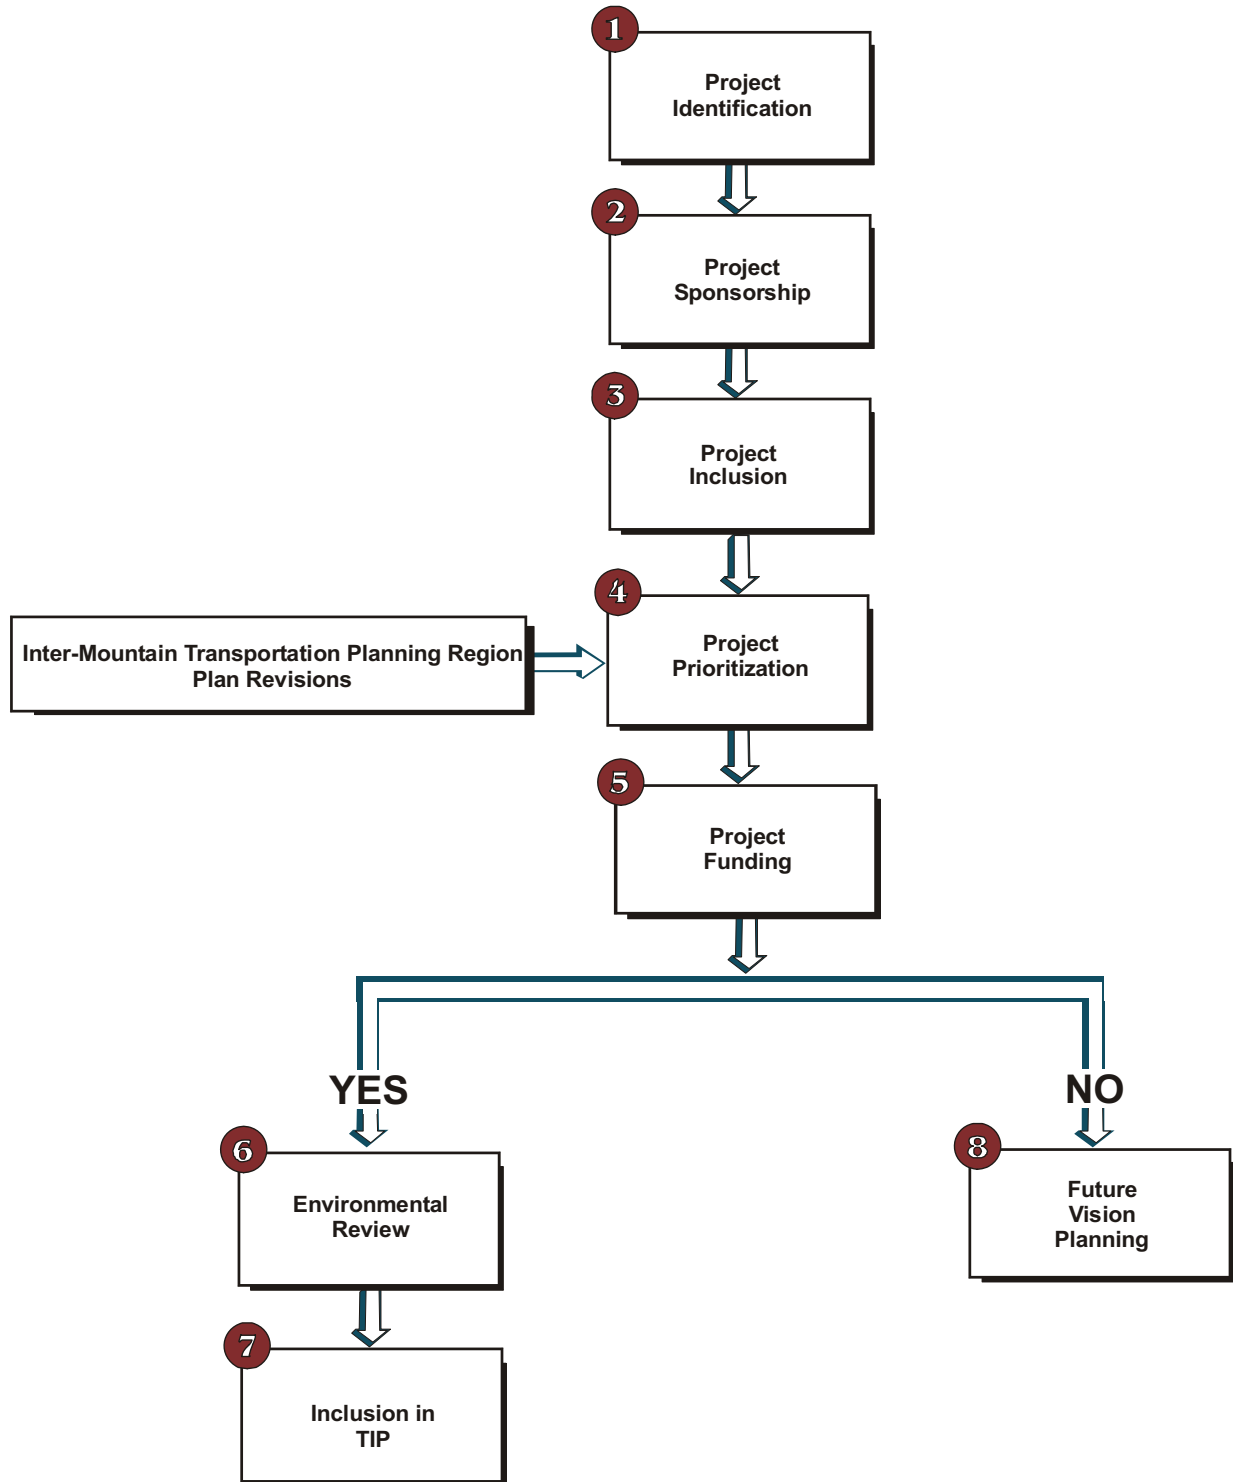 1
Project
Identification
2
Project
Sponsorship
3
Project
Inclusion
4
Project
Prioritization
Inter-Mountain Transportation Planning Region
Plan Revisions
5
Project
Funding
YES
NO
6
Environmental
Review
8
Future
Vision
Planning
7
Inclusion in
TIP